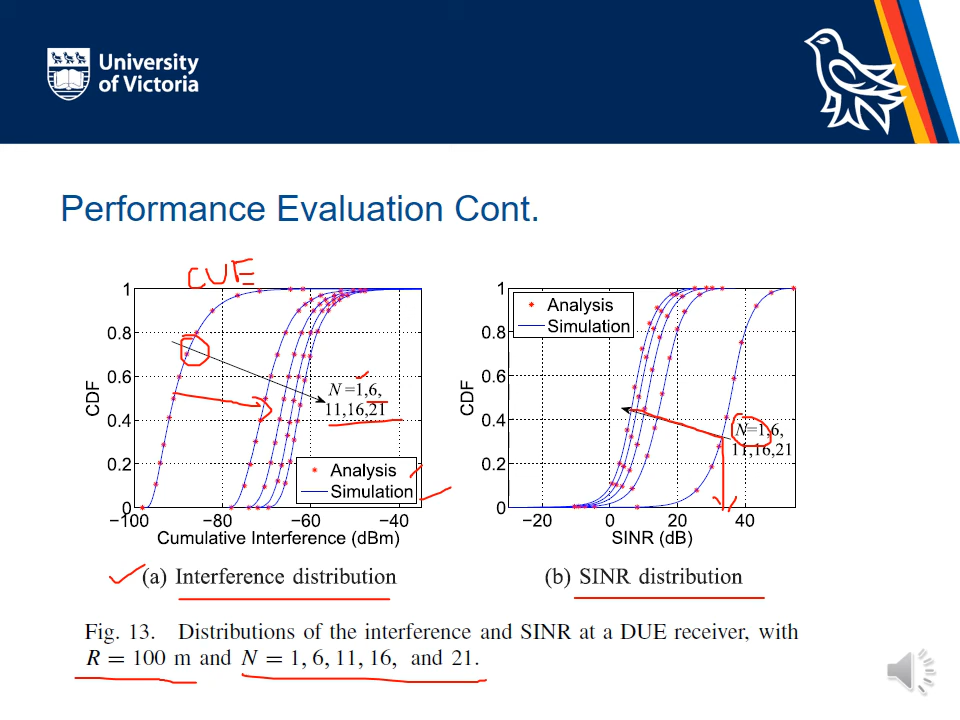 University
of Victoria
Performance Evaluation Cont.
CUE
1
0.8
0.6
0.4
0.2
0
CDF
N =1,6,
11,16,21
Analysis
Simulation
−100
−80
−60
−40
Cumulative Interference (dBm)
(a) Interference distribution
1
0.8
0.6
0.4
0.2
0
CDF
Analysis
Simulation
N=1,6,
11,16,21
−20
0
20
40
SINR (dB)
(b) SINR distribution
Fig. 13. Distributions of the interference and SINR at a DUE receiver, with
R = 100 m and N = 1, 6, 11, 16, and 21.